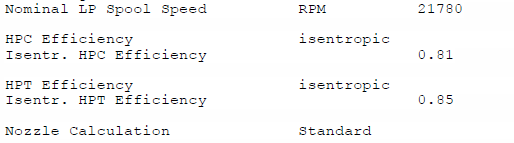 Nominal LP Spool Speed RPM 21780
HPC Efficiency isentropic
Isentr. HPC Efficiency 0.81
HPT Efficiency isentropic
Isentr. HPT Efficiency 0.85
Nozzle Calculation Standard